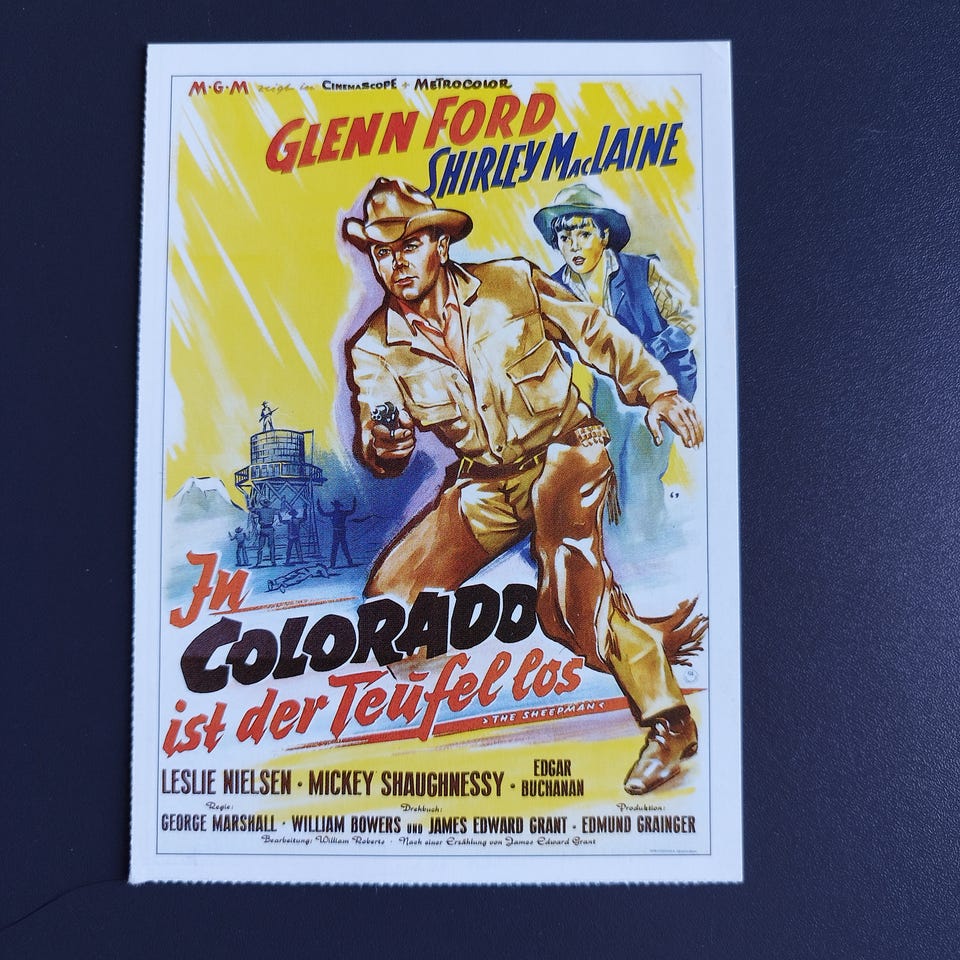 M·G·M zeigt in CINEMASCOPE + METROCOLOR
GLENN FORD
SHIRLEY MACLAINE
In
COLORADO
ist der Teufel los
>THE SHEEPMAN<
LESLIE NIELSEN · MICKEY SHAUGHNESSY · EDGAR BUCHANAN
Regie: Drehbuch: Produktion:
GEORGE MARSHALL · WILLIAM BOWERS UND JAMES EDWARD GRANT · EDMUND GRAINGER
Bearbeitung: William Roberts · Nach einer Erzählung von James Edward Grant